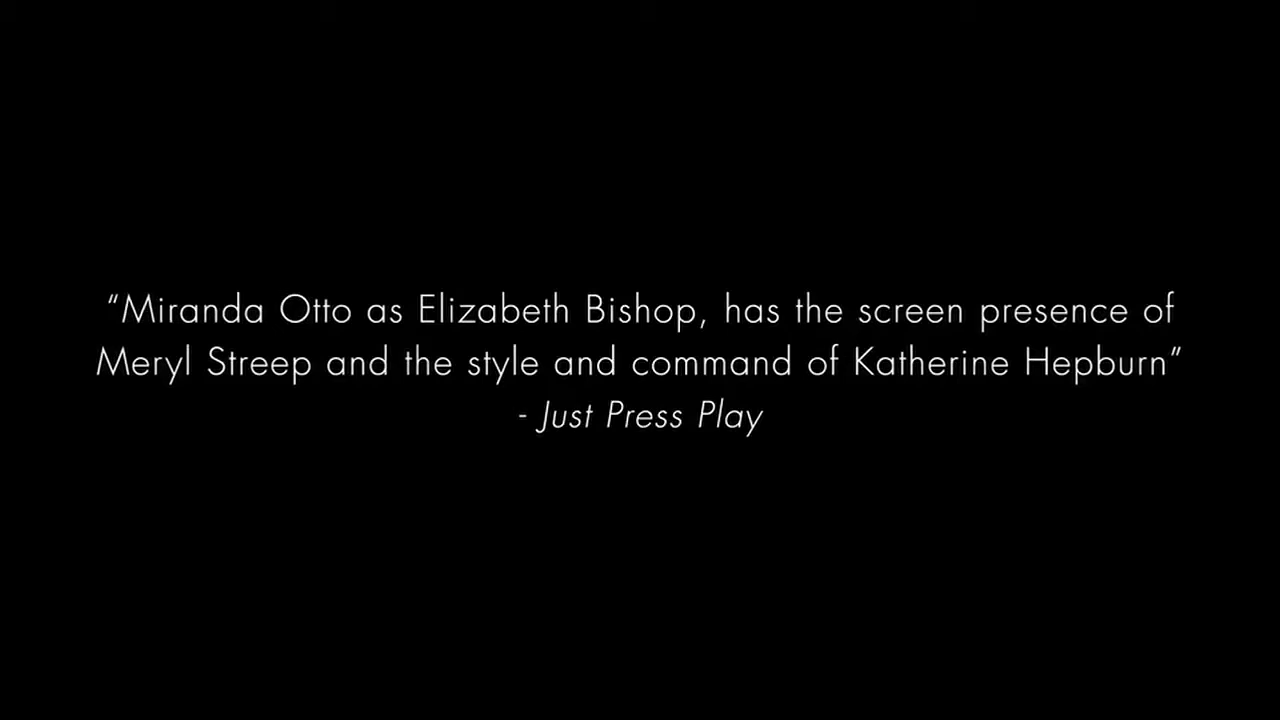 “Miranda Otto as Elizabeth Bishop, has the screen presence of
Meryl Streep and the style and command of Katherine Hepburn”
- Just Press Play